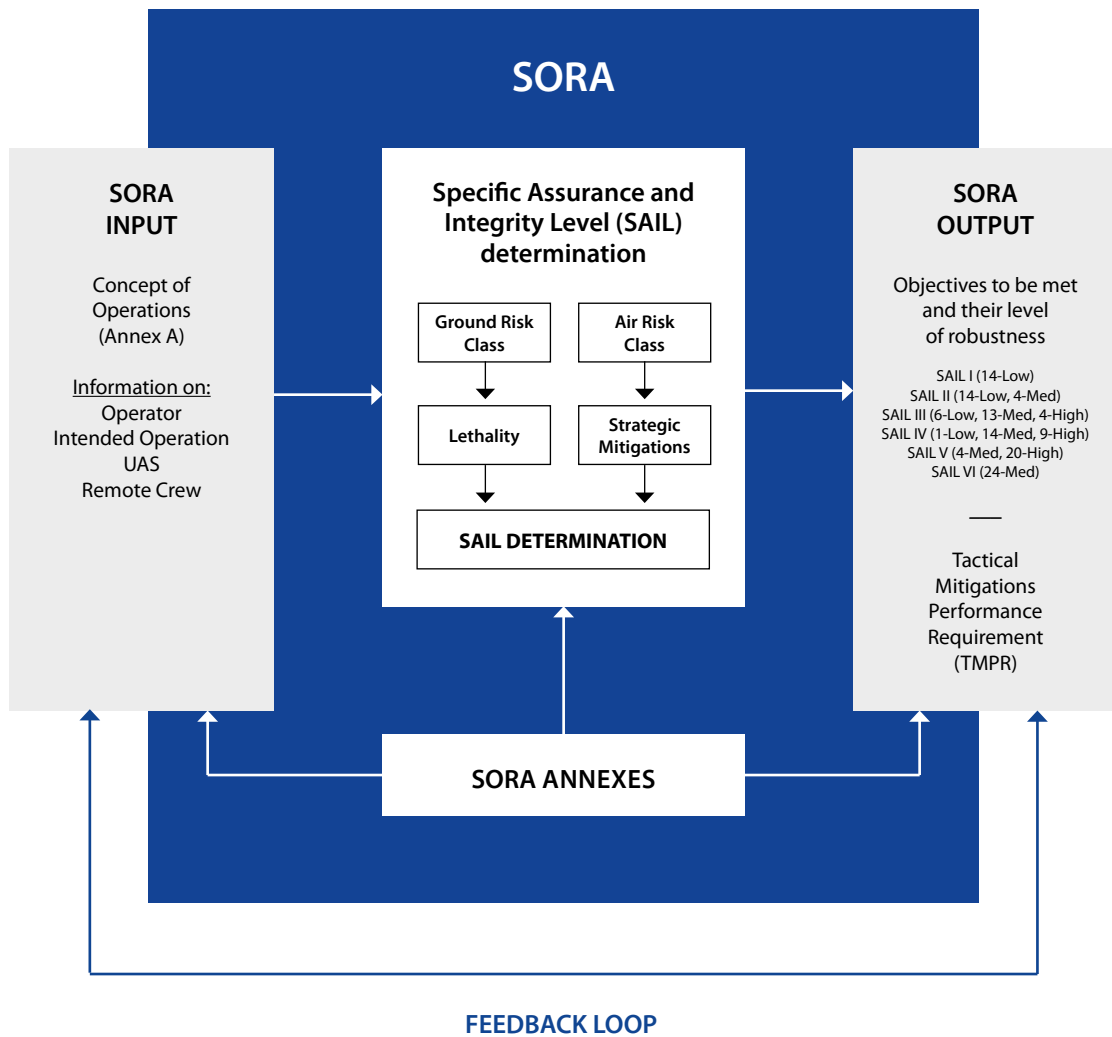 SORA
SORA
INPUT
Concept of
Operations
(Annex A)
Information on:
Operator
Intended Operation
UAS
Remote Crew
Specific Assurance and
Integrity Level (SAIL)
determination
Ground Risk
Class
Air Risk
Class
Lethality
Strategic
Mitigations
SAIL DETERMINATION
SORA
OUTPUT
Objectives to be met
and their level
of robustness
SAIL I (14-Low)
SAIL II (14-Low, 4-Med)
SAIL III (6-Low, 13-Med, 4-High)
SAIL IV (1-Low, 14-Med, 9-High)
SAIL V (4-Med, 20-High)
SAIL VI (24-Med)
Tactical
Mitigations
Performance
Requirement
(TMPR)
SORA ANNEXES
FEEDBACK LOOP